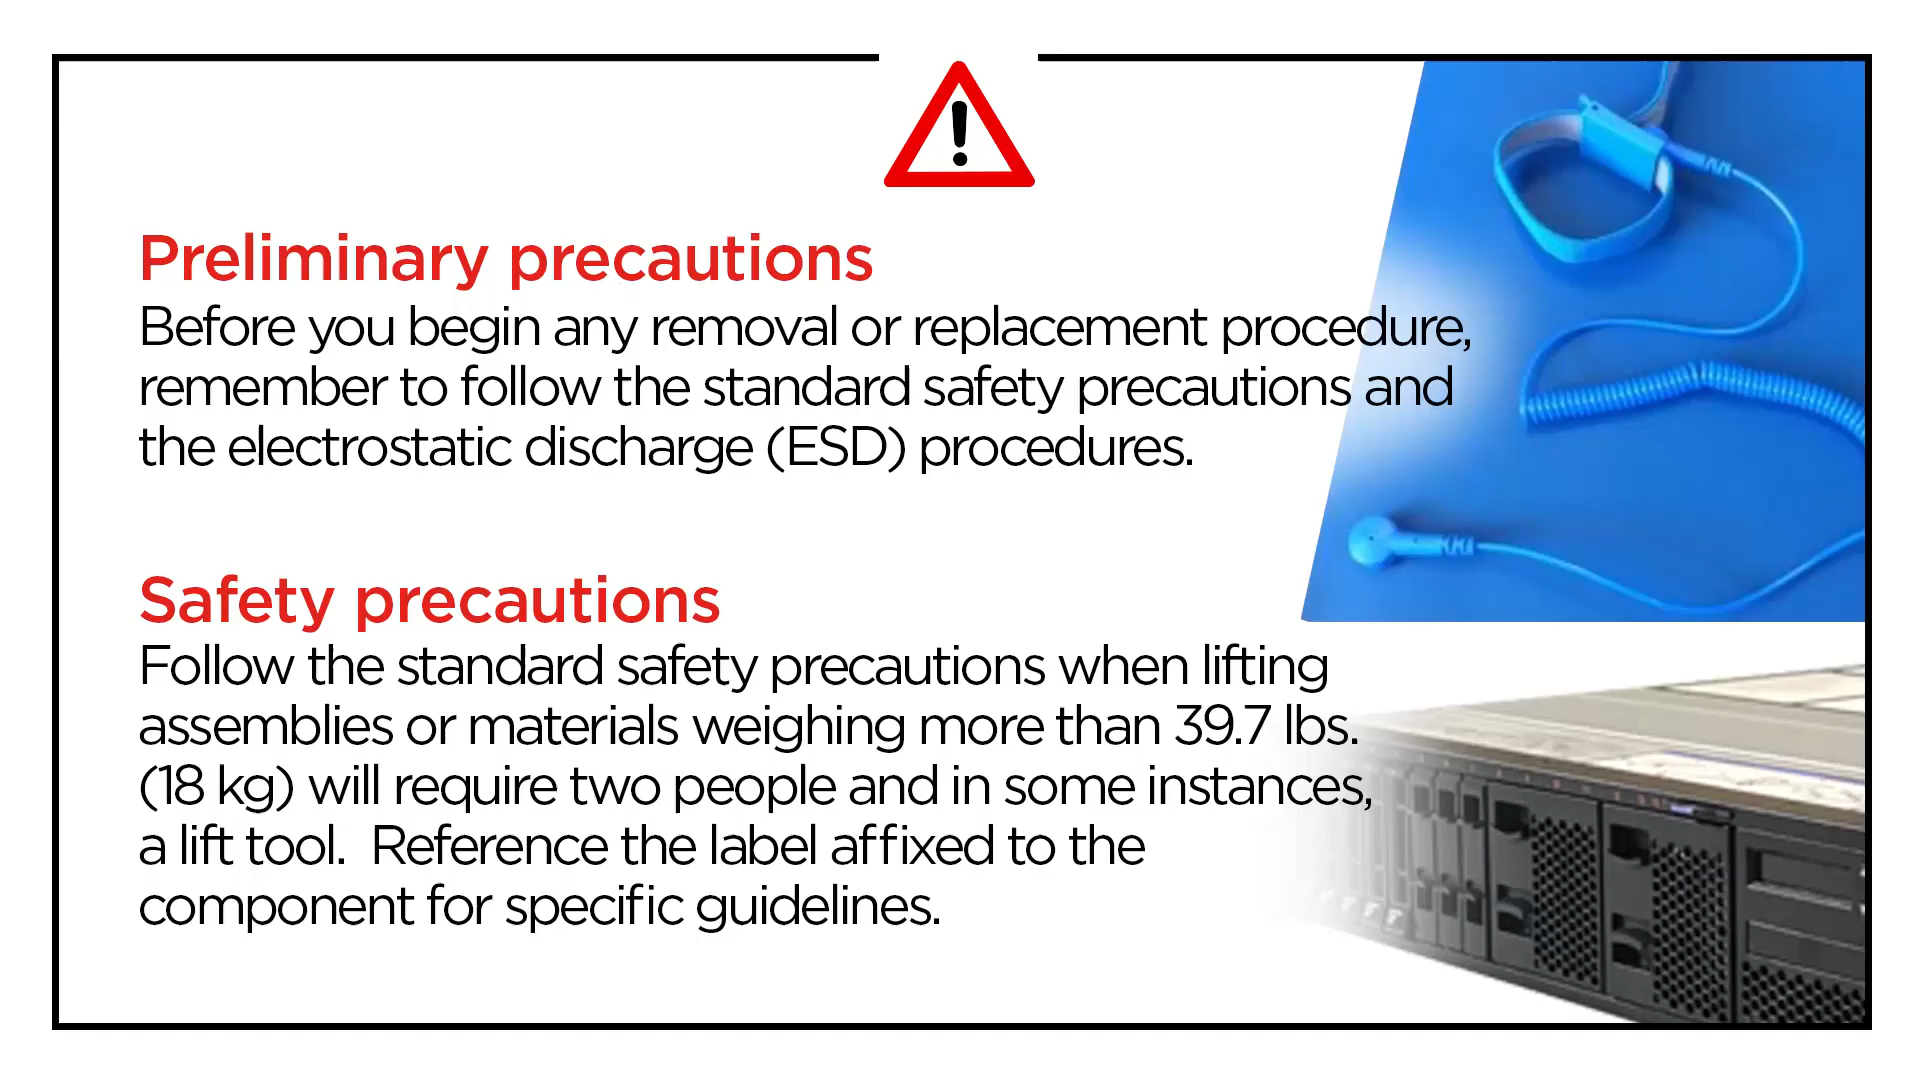 Preliminary precautions
Before you begin any removal or replacement procedure,
remember to follow the standard safety precautions and
the electrostatic discharge (ESD) procedures.
Safety precautions
Follow the standard safety precautions when lifting
assemblies or materials weighing more than 39.7 lbs.
(18 kg) will require two people and in some instances,
a lift tool.  Reference the label affixed to the
component for specific guidelines.